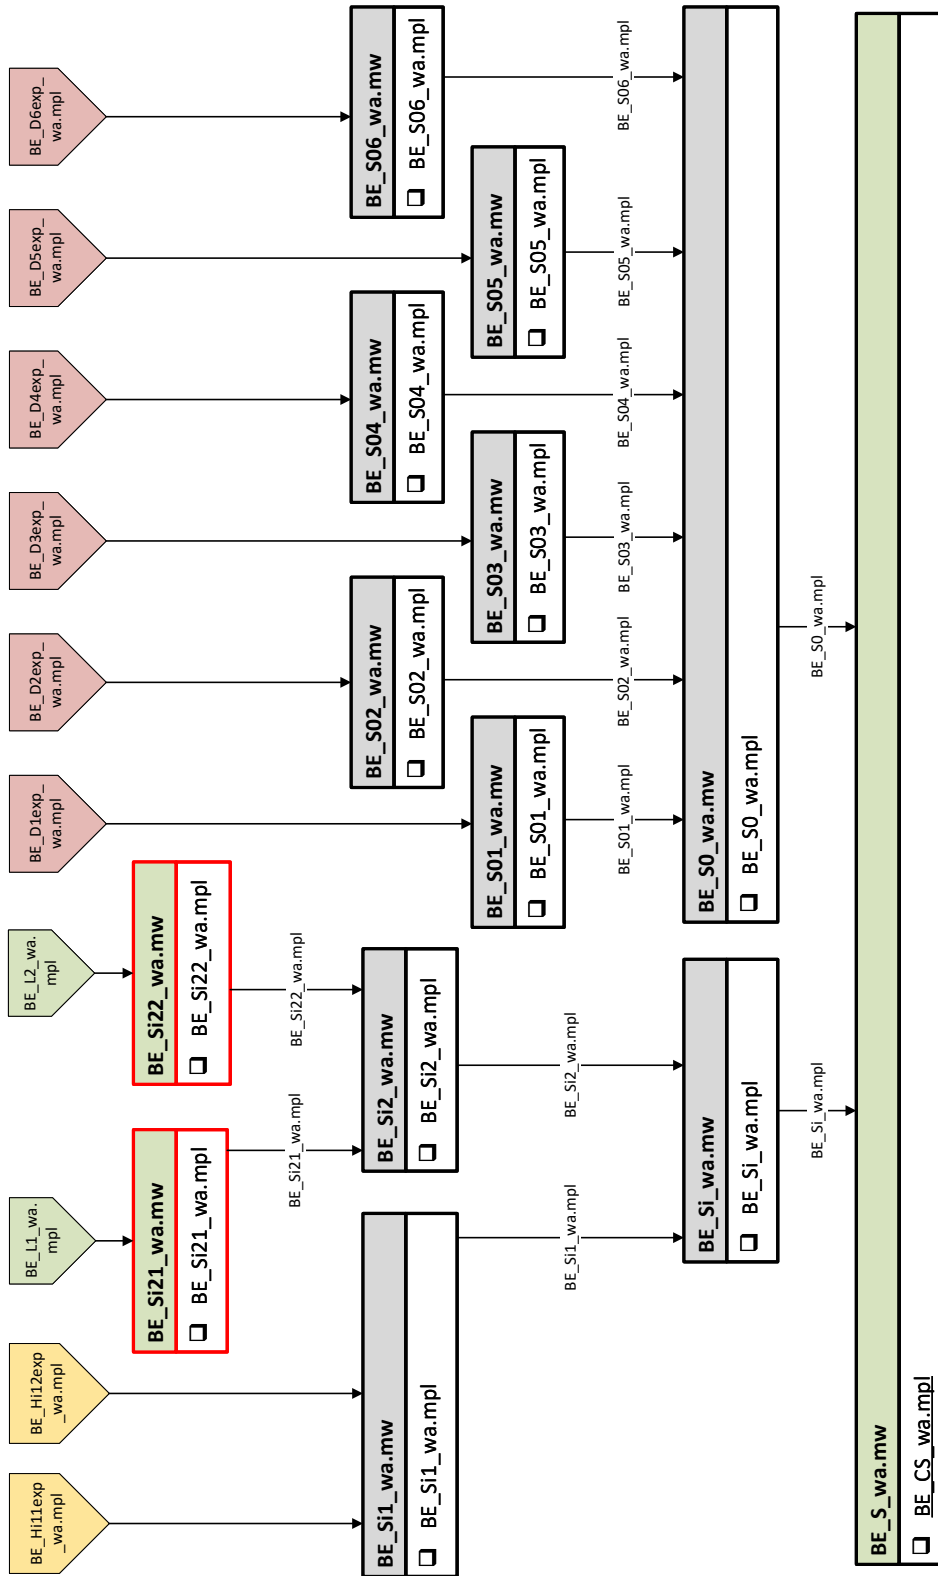 BE_Hi11exp
_wa.mpl
BE_Hi12exp
_wa.mpl
BE_L1_wa.
mpl
BE_L2_wa.
mpl
BE_D1exp_
wa.mpl
BE_D2exp_
wa.mpl
BE_D3exp_
wa.mpl
BE_D4exp_
wa.mpl
BE_D5exp_
wa.mpl
BE_D6exp_
wa.mpl
BE_Si21_wa.mw
BE_Si21_wa.mpl
BE_Si22_wa.mw
BE_Si22_wa.mpl
BE_Si21_wa.mpl
BE_Si22_wa.mpl
BE_Si1_wa.mw
BE_Si1_wa.mpl
BE_Si2_wa.mw
BE_Si2_wa.mpl
BE_S02_wa.mw
BE_S02_wa.mpl
BE_S04_wa.mw
BE_S04_wa.mpl
BE_S06_wa.mw
BE_S06_wa.mpl
BE_S01_wa.mw
BE_S01_wa.mpl
BE_S03_wa.mw
BE_S03_wa.mpl
BE_S05_wa.mw
BE_S05_wa.mpl
BE_Si1_wa.mpl
BE_Si2_wa.mpl
BE_S01_wa.mpl
BE_S02_wa.mpl
BE_S03_wa.mpl
BE_S04_wa.mpl
BE_S05_wa.mpl
BE_S06_wa.mpl
BE_Si_wa.mw
BE_Si_wa.mpl
BE_S0_wa.mw
BE_S0_wa.mpl
BE_Si_wa.mpl
BE_S0_wa.mpl
BE_S_wa.mw
BE_CS_wa.mpl